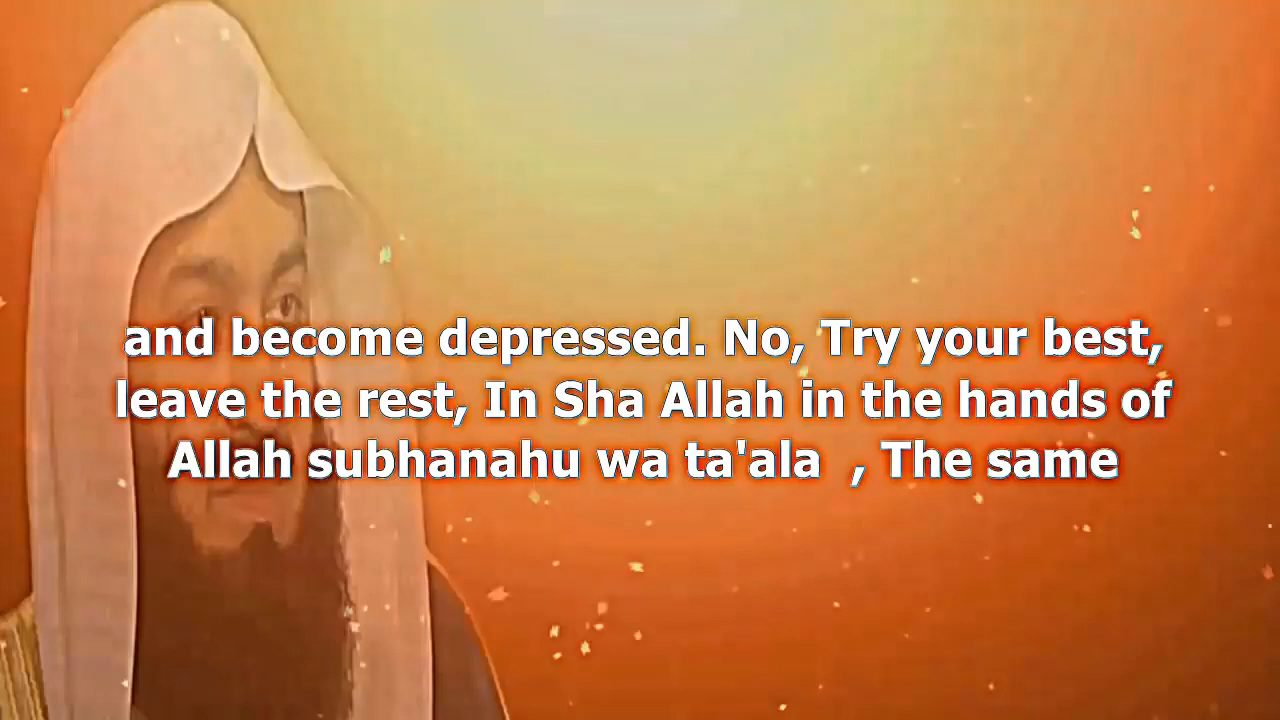 and become depressed. No, Try your best,
leave the rest, In Sha Allah in the hands of
Allah subhanahu wa ta'ala  , The same